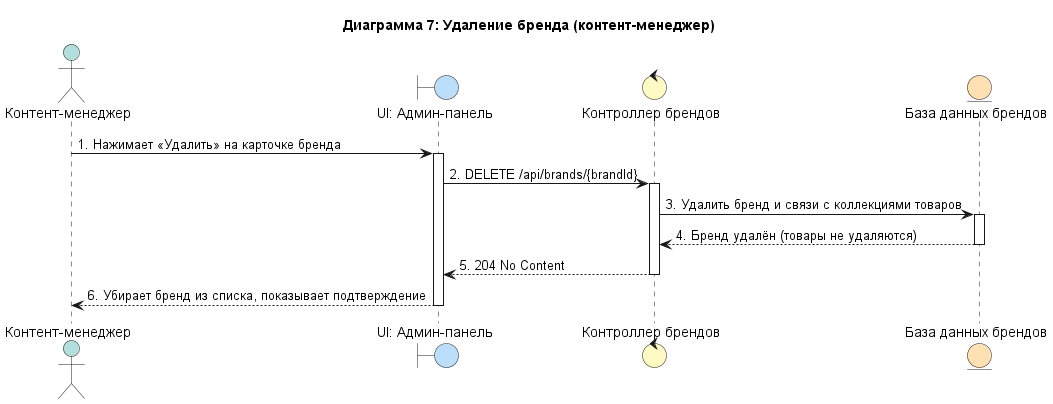 Диаграмма 7: Удаление бренда (контент-менеджер)
Контент-менеджер
UI: Админ-панель
Контроллер брендов
База данных брендов
1. Нажимает «Удалить» на карточке бренда
2. DELETE /api/brands/{brandId}
3. Удалить бренд и связи с коллекциями товаров
4. Бренд удалён (товары не удаляются)
5. 204 No Content
6. Убирает бренд из списка, показывает подтверждение
Контент-менеджер
UI: Админ-панель
Контроллер брендов
База данных брендов